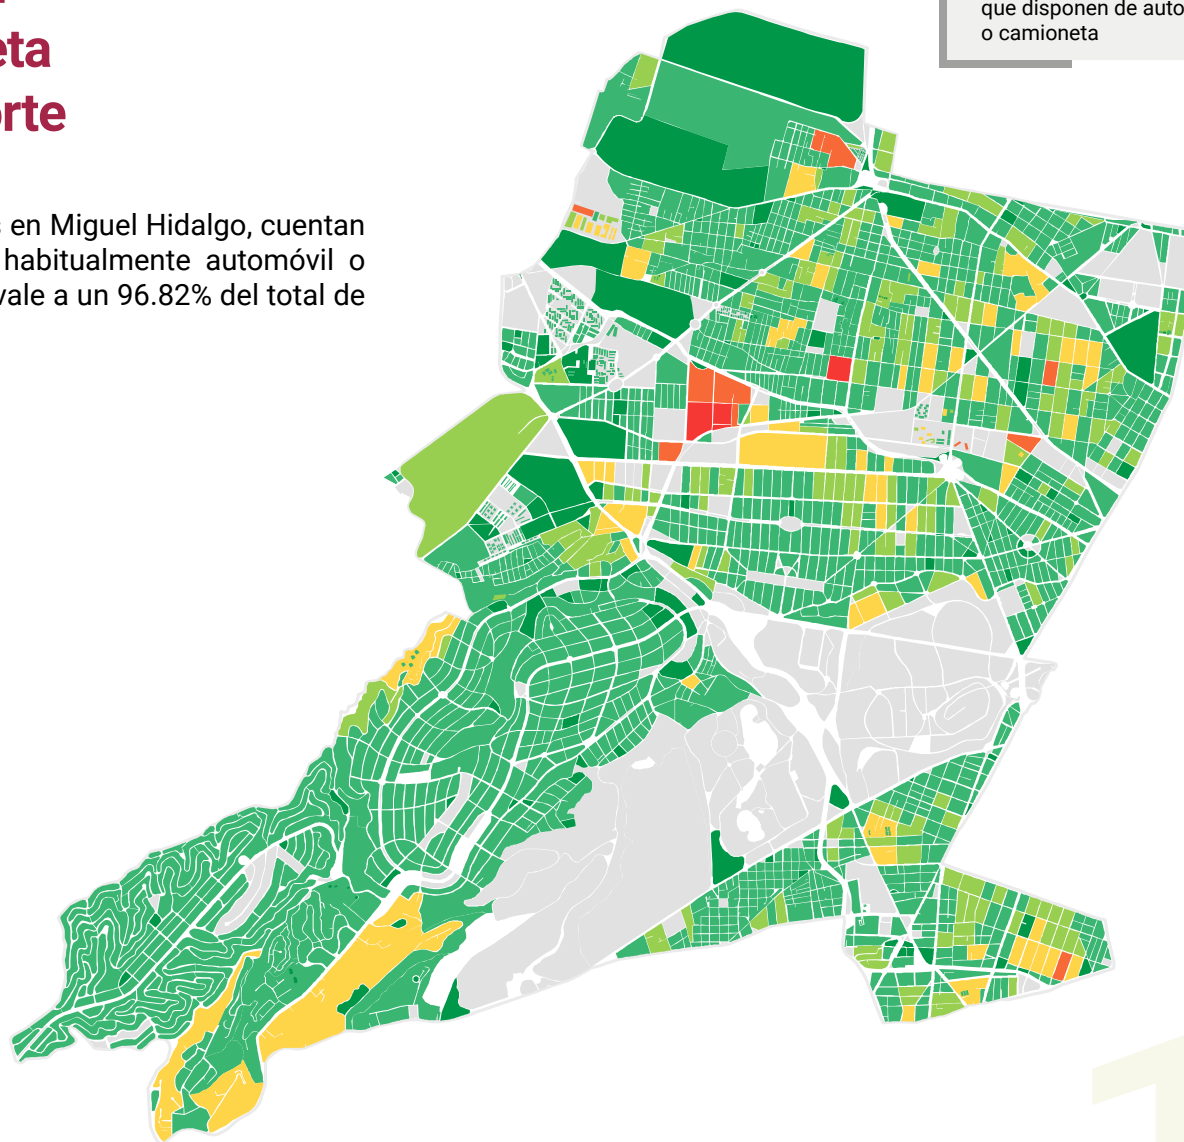 eta
orte
s en Miguel Hidalgo, cuentan
habitualmente automóvil o
vale a un 96.82% del total de
que disponen de auto
o camioneta